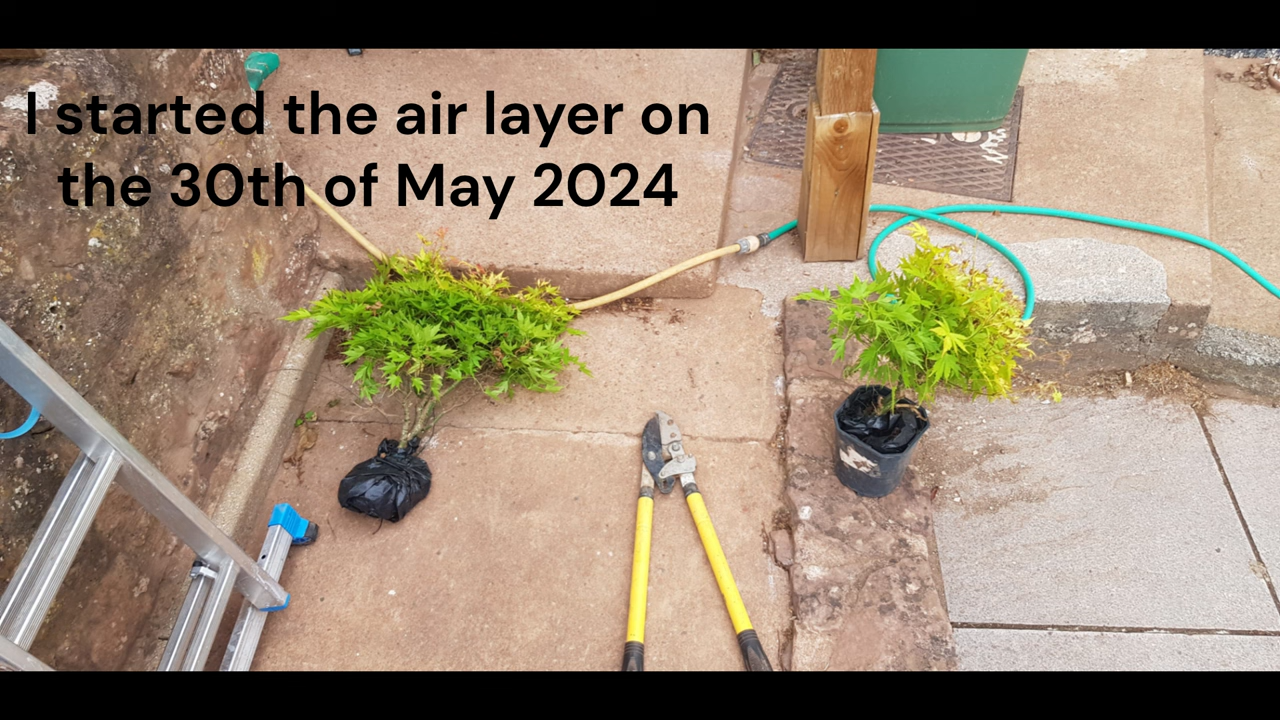 I started the air layer on
the 30th of May 2024